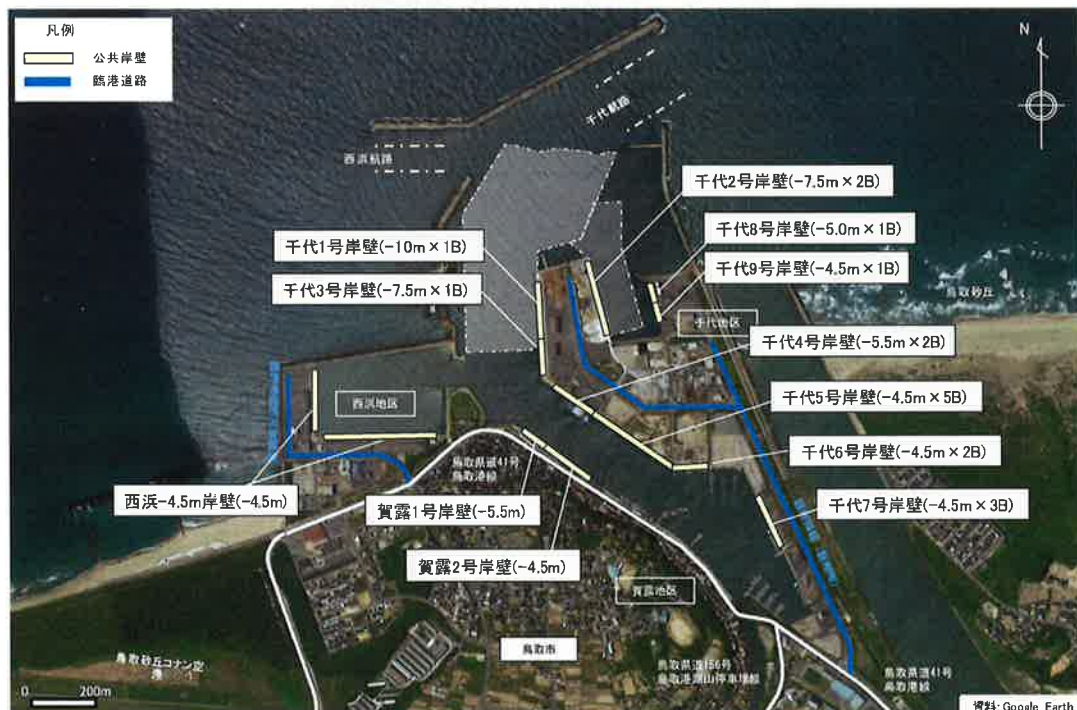 凡例
公共岸壁
臨港道路
N
千代航路
西浜航路
千代2号岸壁(-7.5m×2B)
千代8号岸壁(-5.0m×1B)
千代1号岸壁(-10m×1B)
千代9号岸壁(-4.5m×1B)
千代3号岸壁(-7.5m×1B)
鳥取砂丘
千代地区
千代4号岸壁(-5.5m×2B)
西浜地区
千代5号岸壁(-4.5m×5B)
千代6号岸壁(-4.5m×2B)
鳥取県道41号
鳥取港線
西浜-4.5m岸壁(-4.5m)
賀露1号岸壁(-5.5m)
千代7号岸壁(-4.5m×3B)
賀露2号岸壁(-4.5m)
賀露地区
鳥取市
鳥取砂丘コナン空
港
鳥取県道156号
鳥取港湖山停車場線
鳥取県道41号
鳥取港線
0 200m
資料:Google Earth